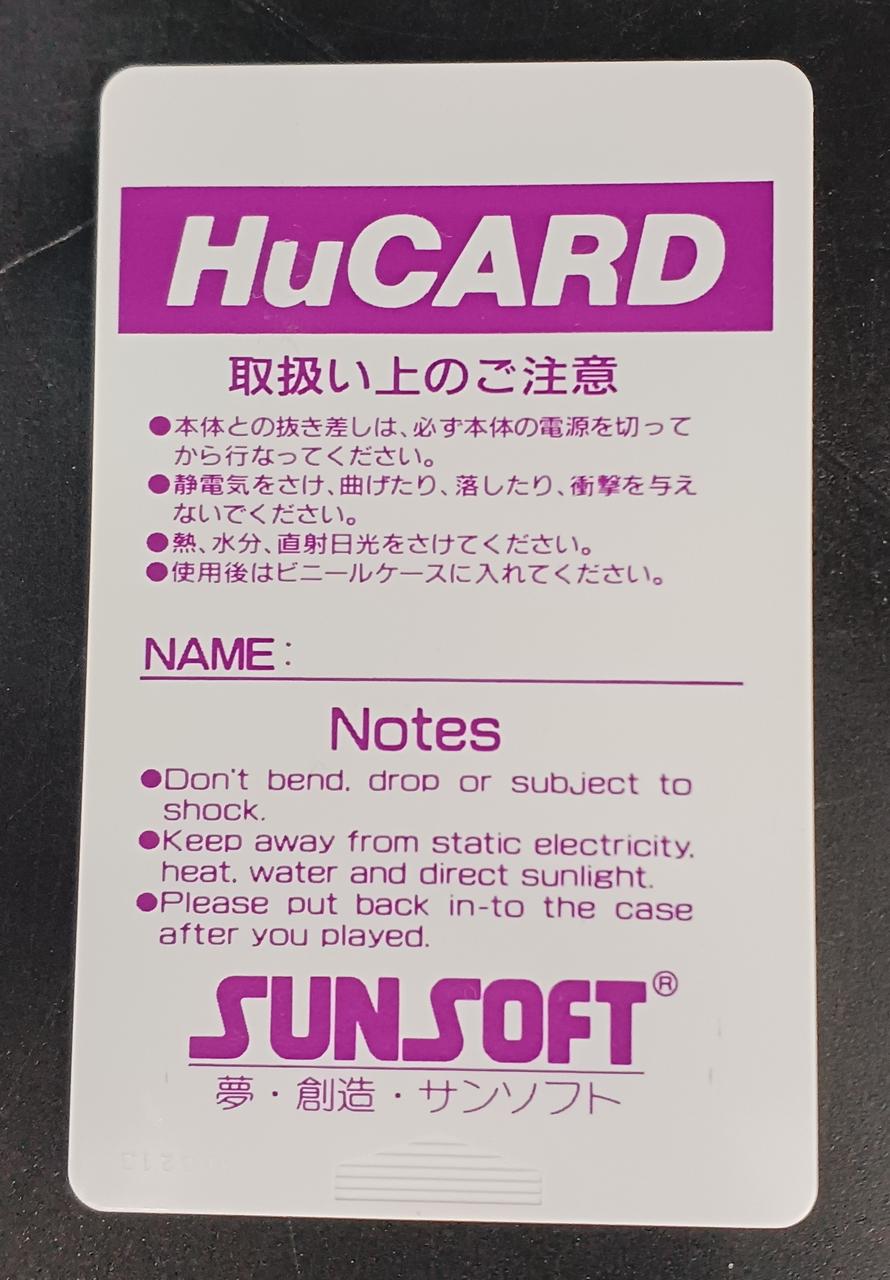 HuCARD
取扱い上のご注意
●本体との抜き差しは、必ず本体の電源を切って
から行なってください。
●静電気をさけ、曲げたり、落したり、衝撃を与え
ないでください。
●熱、水分、直射日光をさけてください。
●使用後はビニールケースに入れてください。
NAME:
Notes
●Don't bend, drop or subject to
shock.
●Keep away from static electricity,
heat, water and direct sunlight.
●Please put back in-to the case
after you played.
SUNSOFT®
夢・創造・サンソフト